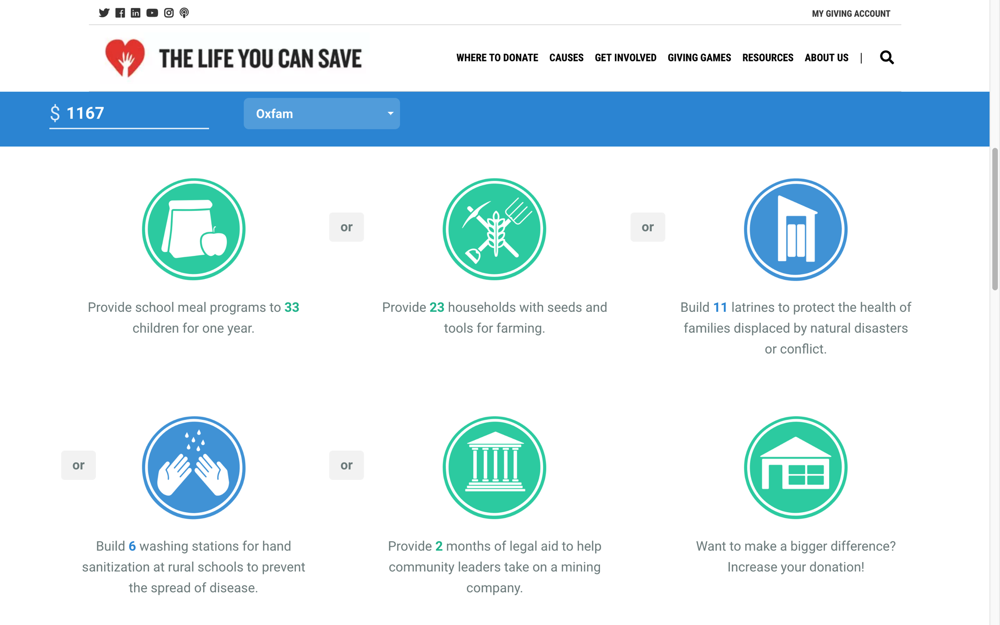 MY GIVING ACCOUNT
THE LIFE YOU CAN SAVE
WHERE TO DONATE CAUSES GET INVOLVED GIVING GAMES RESOURCES ABOUT US |
$ 1167
Oxfam
or
or
Provide school meal programs to 33
children for one year.
Provide 23 households with seeds and
tools for farming.
Build 11 latrines to protect the health of
families displaced by natural disasters
or conflict.
or
or
Build 6 washing stations for hand
sanitization at rural schools to prevent
the spread of disease.
Provide 2 months of legal aid to help
community leaders take on a mining
company.
Want to make a bigger difference?
Increase your donation!